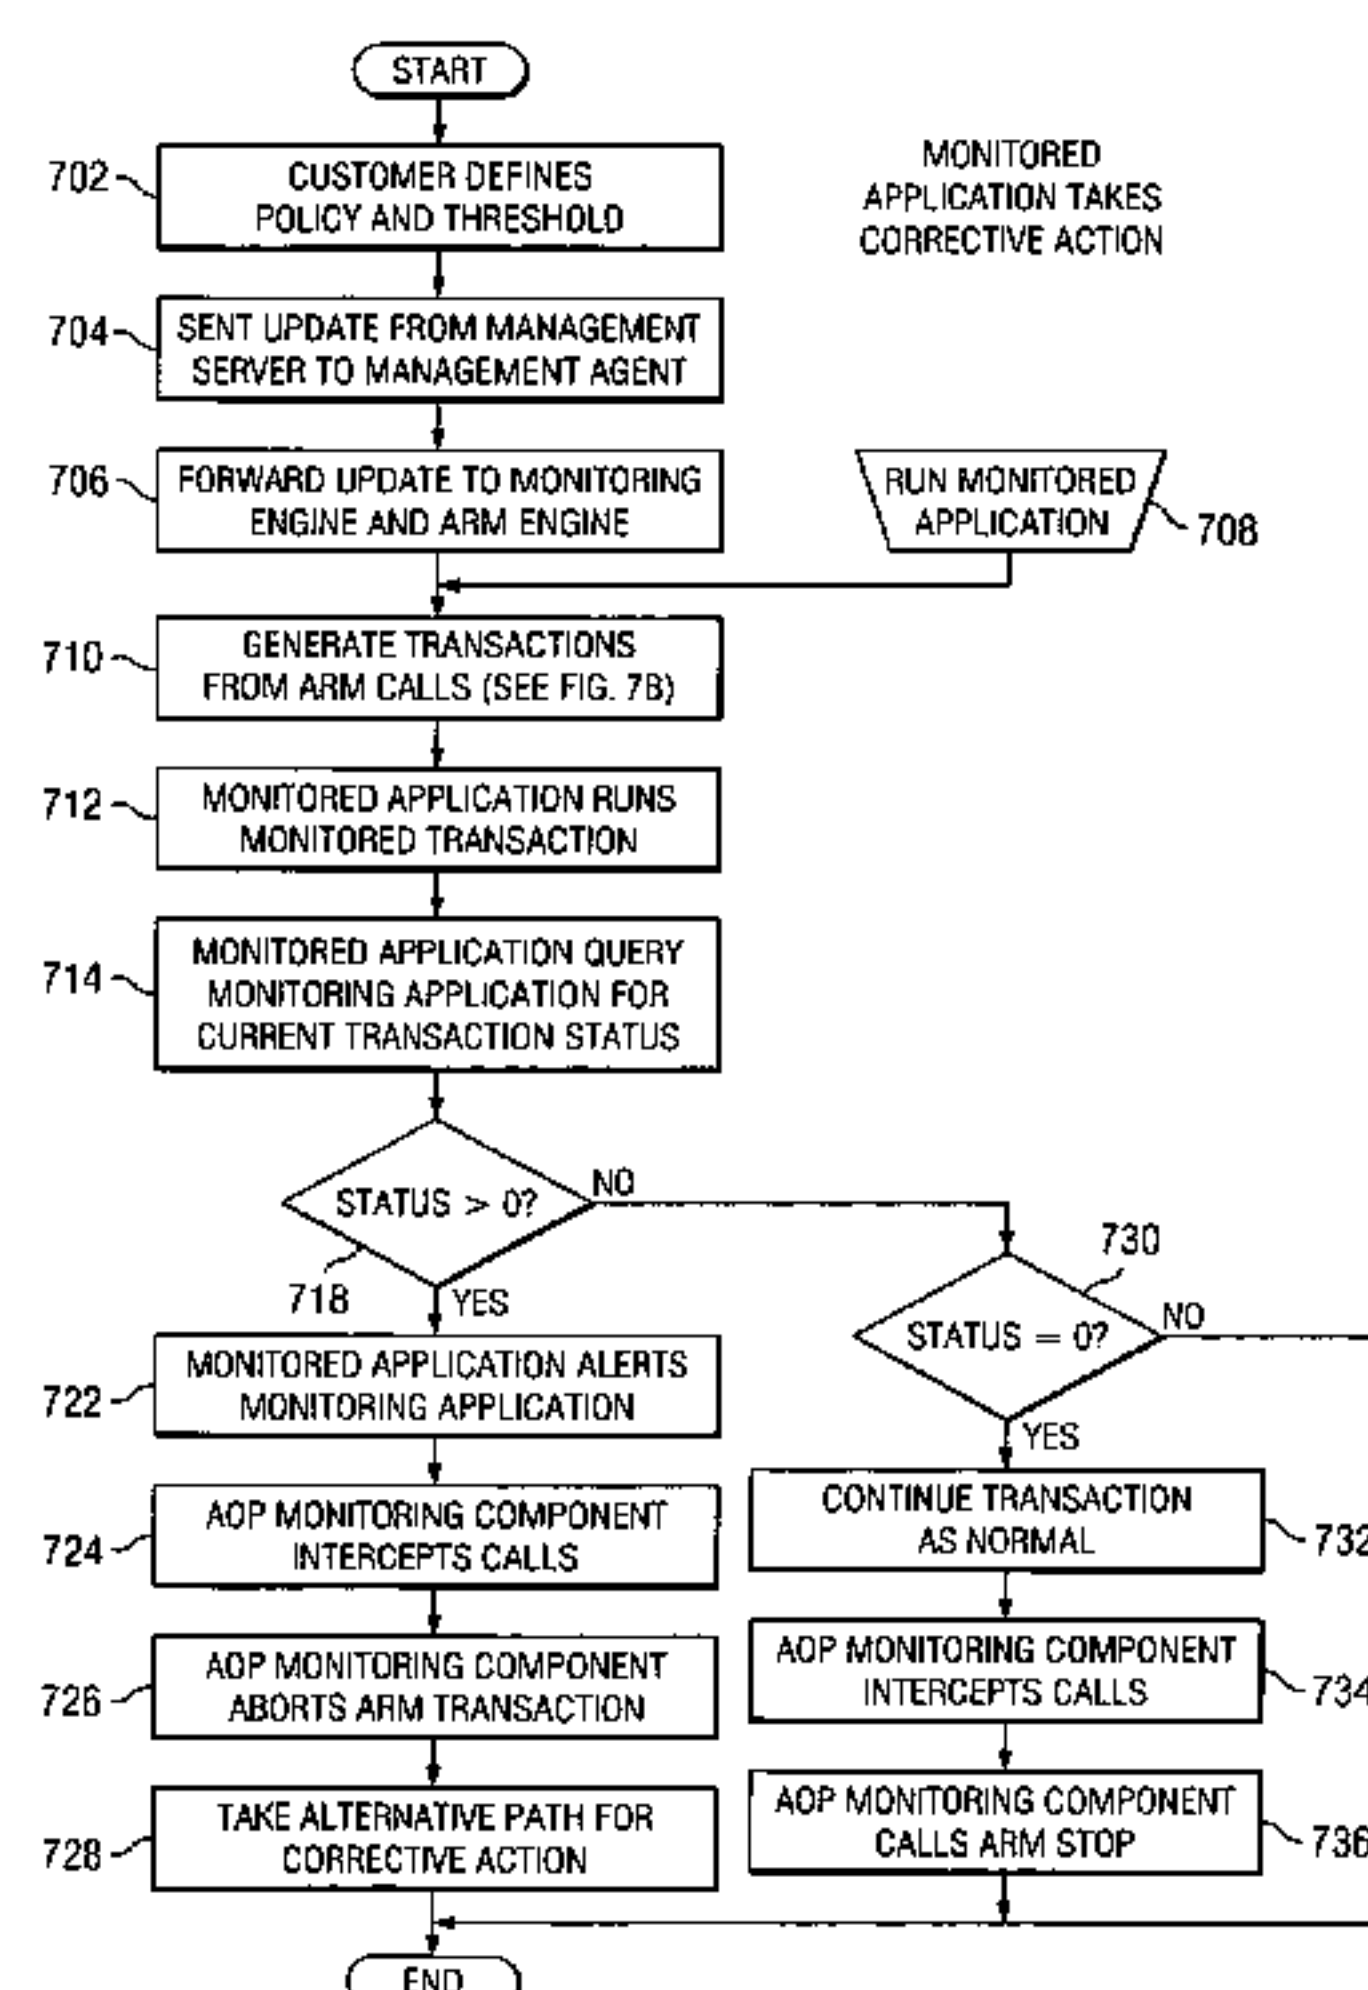 START
702
CUSTOMER DEFINES
POLICY AND THRESHOLD
MONITORED
APPLICATION TAKES
CORRECTIVE ACTION
704
SENT UPDATE FROM MANAGEMENT
SERVER TO MANAGEMENT AGENT
706
FORWARD UPDATE TO MONITORING
ENGINE AND ARM ENGINE
RUN MONITORED
APPLICATION
708
710
GENERATE TRANSACTIONS
FROM ARM CALLS (SEE FIG. 7B)
712
MONITORED APPLICATION RUNS
MONITORED TRANSACTION
714
MONITORED APPLICATION QUERY
MONITORING APPLICATION FOR
CURRENT TRANSACTION STATUS
STATUS > 0?
NO
718
YES
730
STATUS = 0?
NO
YES
722
MONITORED APPLICATION ALERTS
MONITORING APPLICATION
724
AOP MONITORING COMPONENT
INTERCEPTS CALLS
726
AOP MONITORING COMPONENT
ABORTS ARM TRANSACTION
728
TAKE ALTERNATIVE PATH FOR
CORRECTIVE ACTION
CONTINUE TRANSACTION
AS NORMAL
732
AOP MONITORING COMPONENT
INTERCEPTS CALLS
734
AOP MONITORING COMPONENT
CALLS ARM STOP
736
END